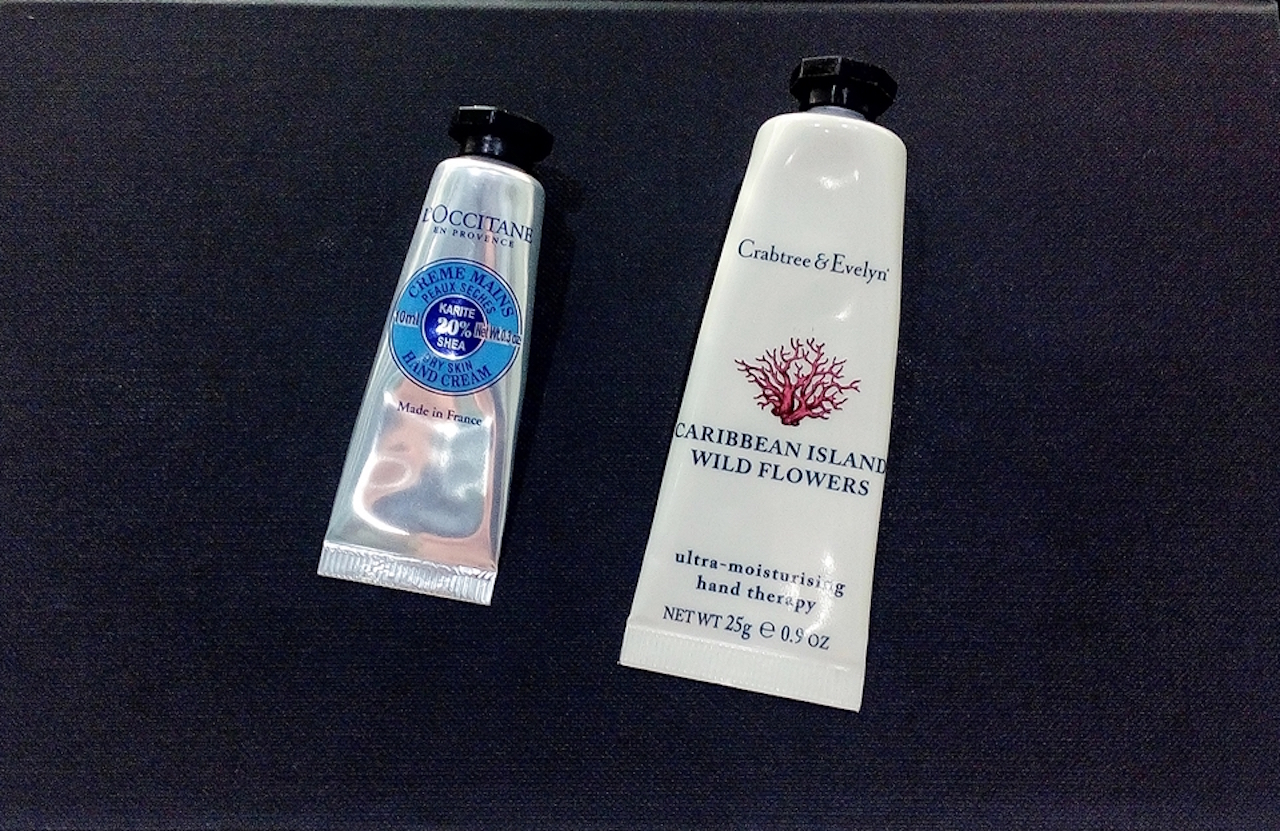 L'OCCITANE
EN PROVENCE
CREME MAINS
PEAUX SECHES
10ml
KARITE
20%
SHEA
Net Wt.0.3 oz
DRY SKIN
HAND CREAM
Made in France
Crabtree & Evelyn®
CARIBBEAN ISLAND
WILD FLOWERS
ultra-moisturising
hand therapy
NET WT 25g ℮ 0.9 OZ